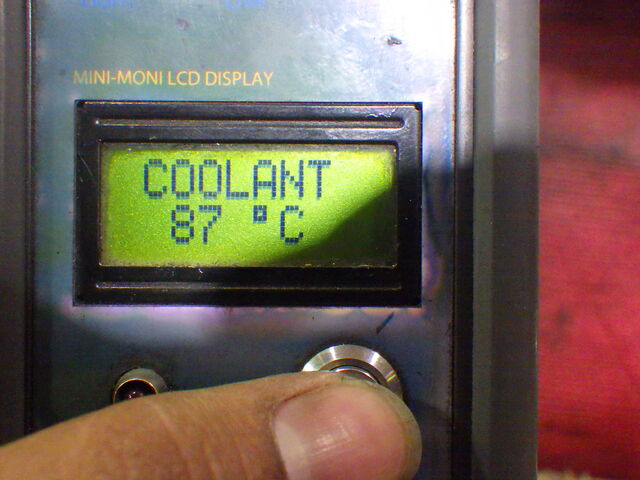 MINI-MONI LCD DISPLAY
COOLANT
87 °C